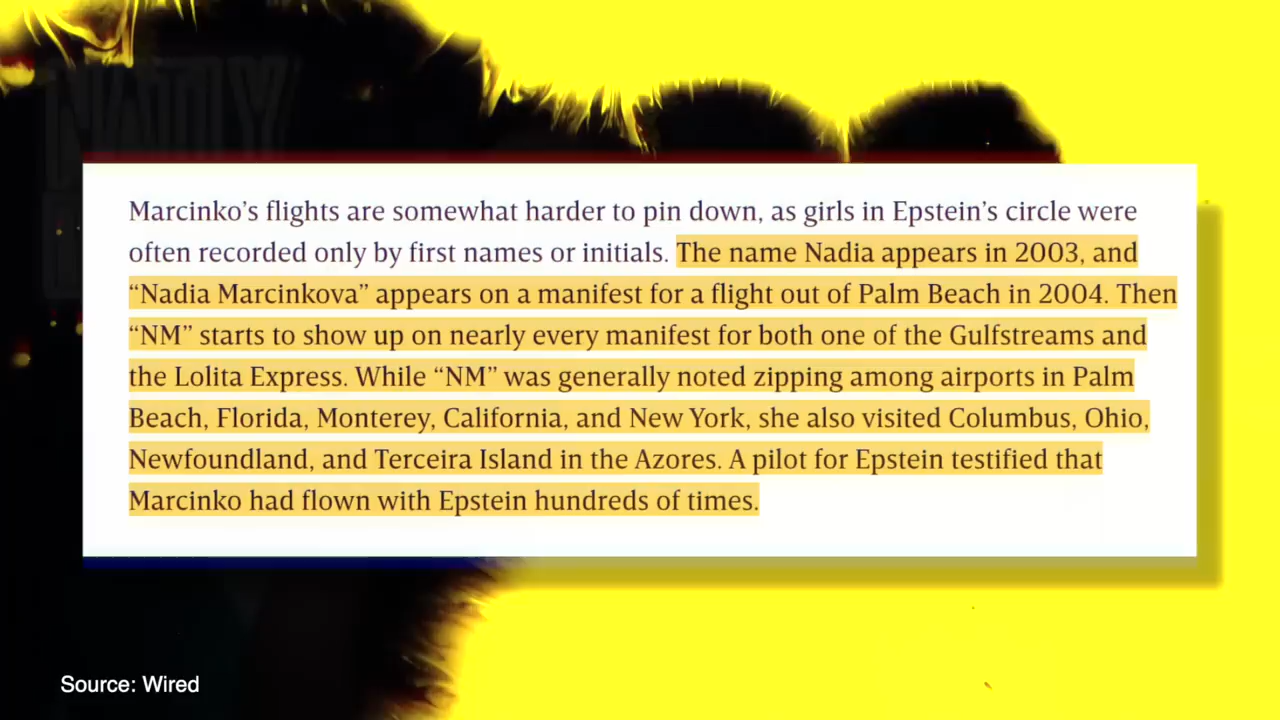 Marcinko’s flights are somewhat harder to pin down, as girls in Epstein’s circle were
often recorded only by first names or initials. The name Nadia appears in 2003, and
“Nadia Marcinkova” appears on a manifest for a flight out of Palm Beach in 2004. Then
“NM” starts to show up on nearly every manifest for both one of the Gulfstreams and
the Lolita Express. While “NM” was generally noted zipping among airports in Palm
Beach, Florida, Monterey, California, and New York, she also visited Columbus, Ohio,
Newfoundland, and Terceira Island in the Azores. A pilot for Epstein testified that
Marcinko had flown with Epstein hundreds of times.
Source: Wired